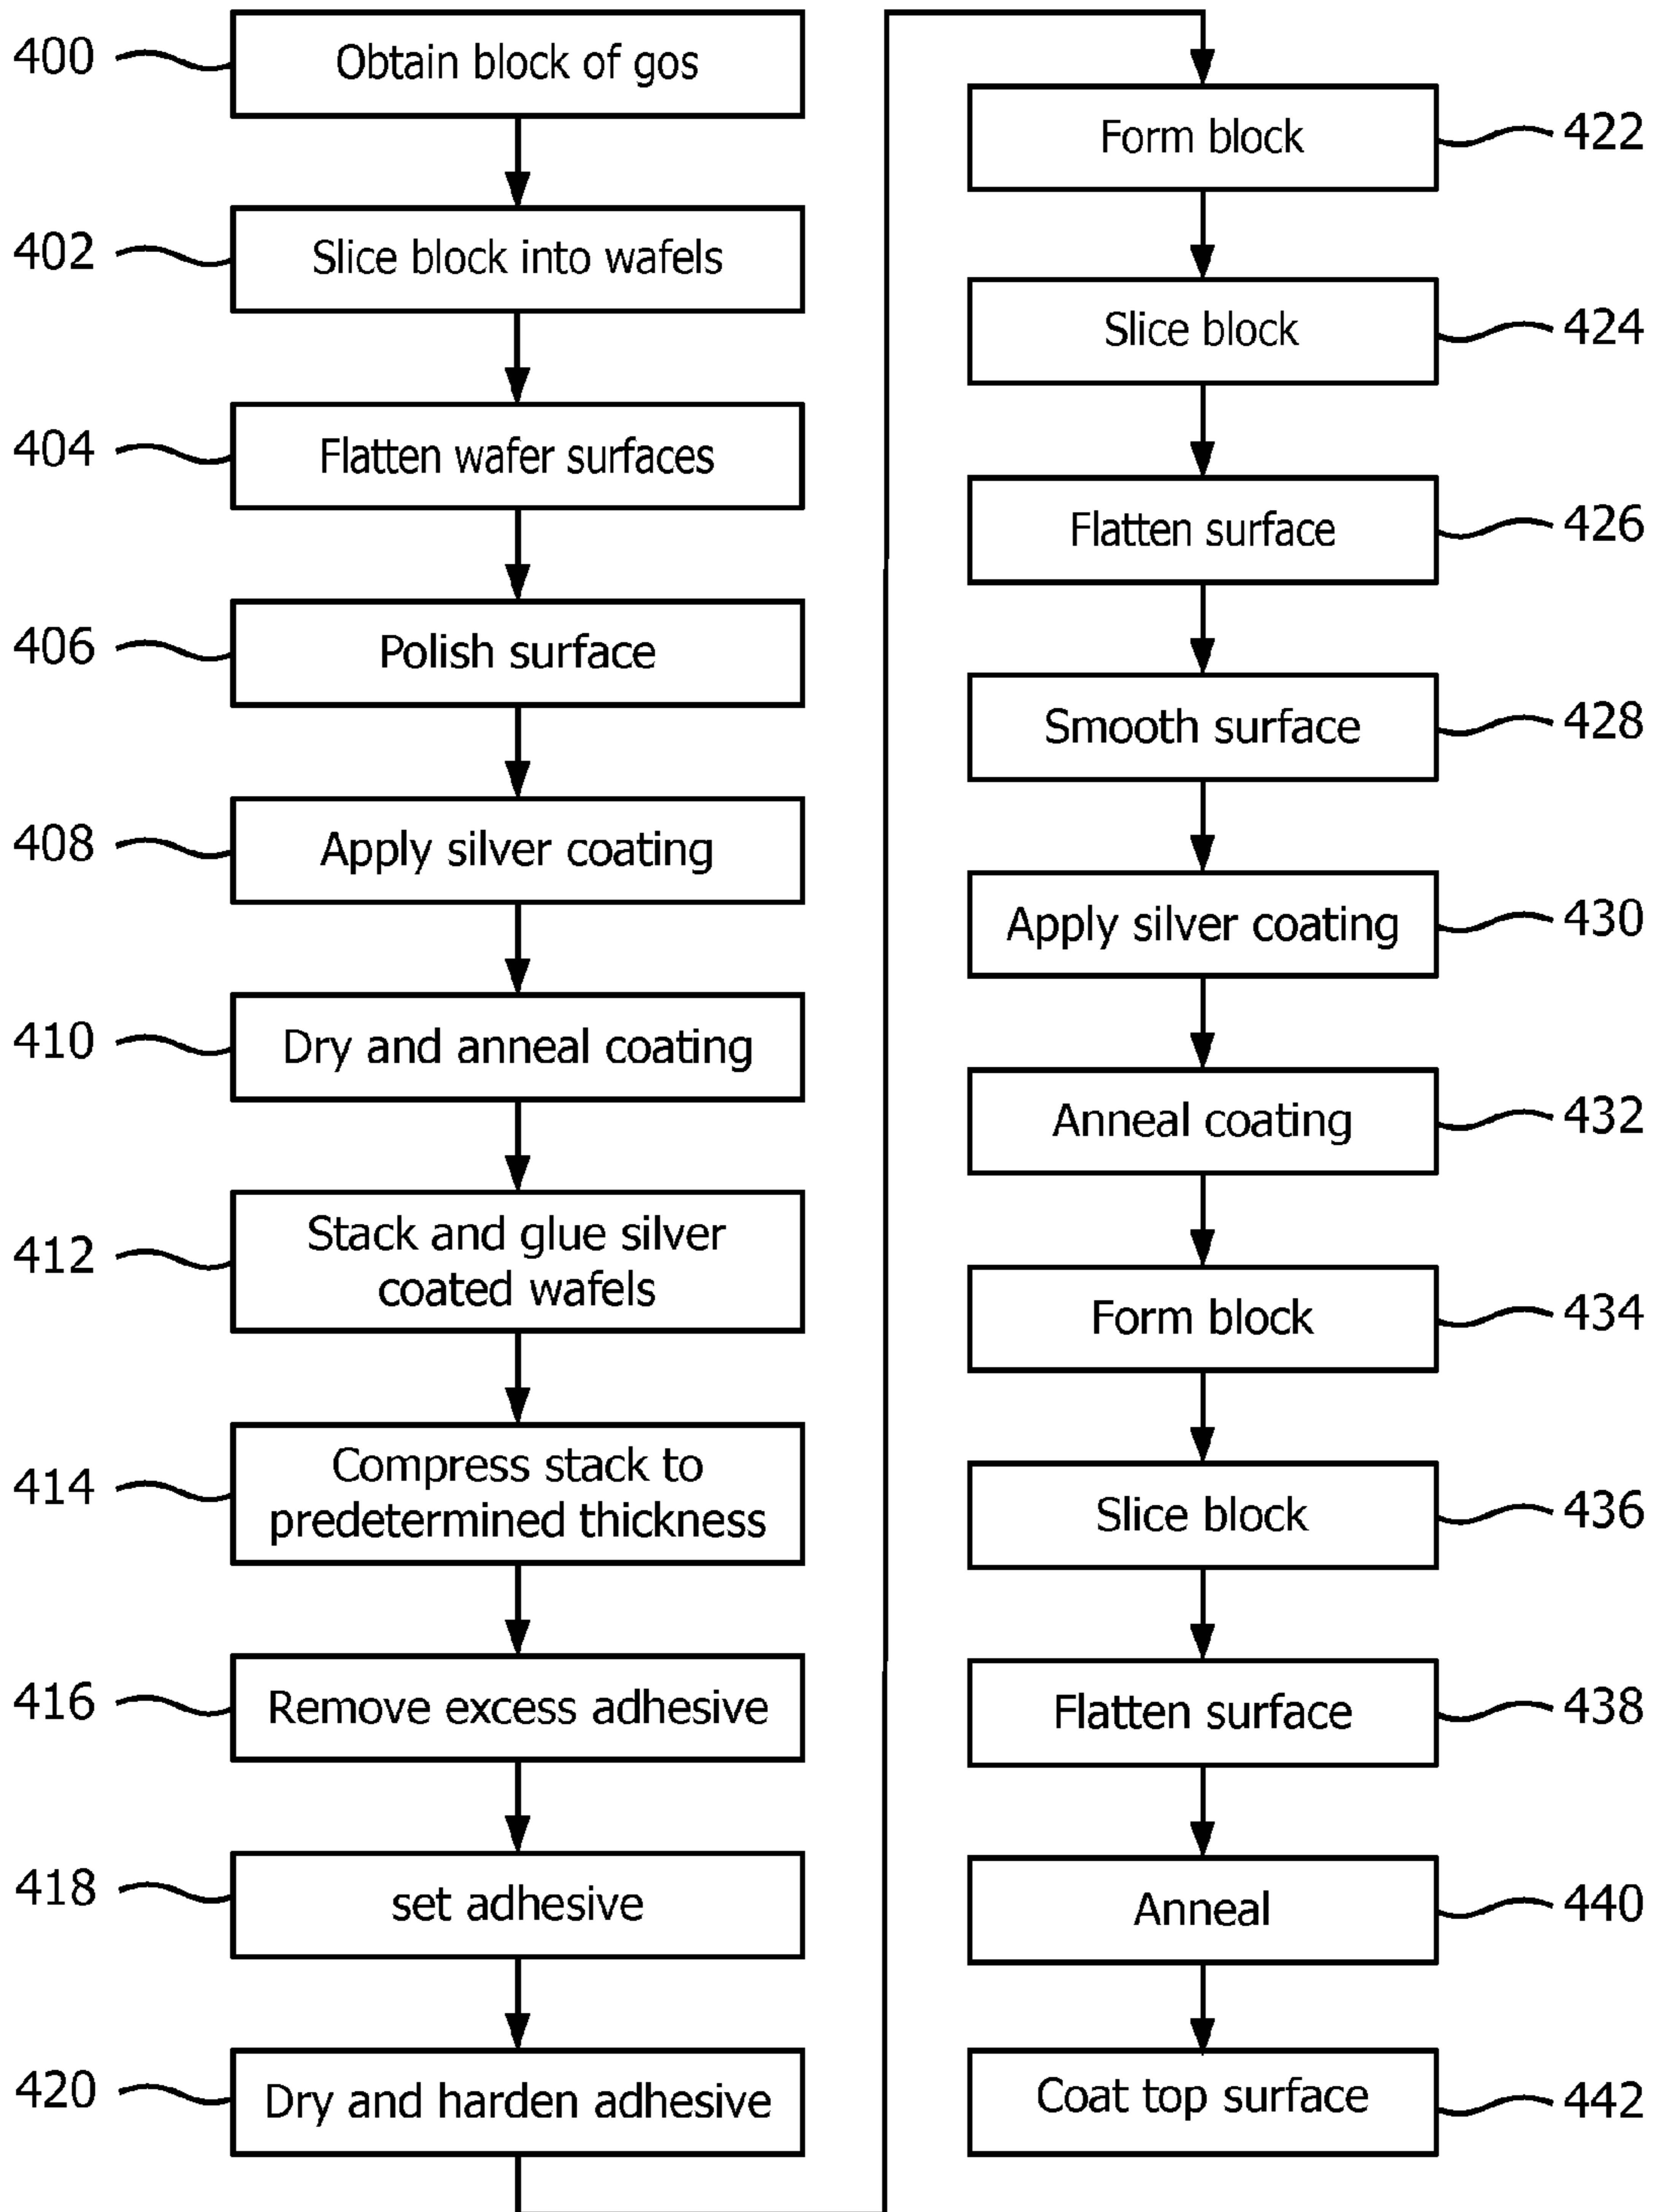 400
Obtain block of gos
402
Slice block into wafels
404
Flatten wafer surfaces
406
Polish surface
408
Apply silver coating
410
Dry and anneal coating
412
Stack and glue silver
coated wafels
414
Compress stack to
predetermined thickness
416
Remove excess adhesive
418
set adhesive
420
Dry and harden adhesive
Form block
422
Slice block
424
Flatten surface
426
Smooth surface
428
Apply silver coating
430
Anneal coating
432
Form block
434
Slice block
436
Flatten surface
438
Anneal
440
Coat top surface
442